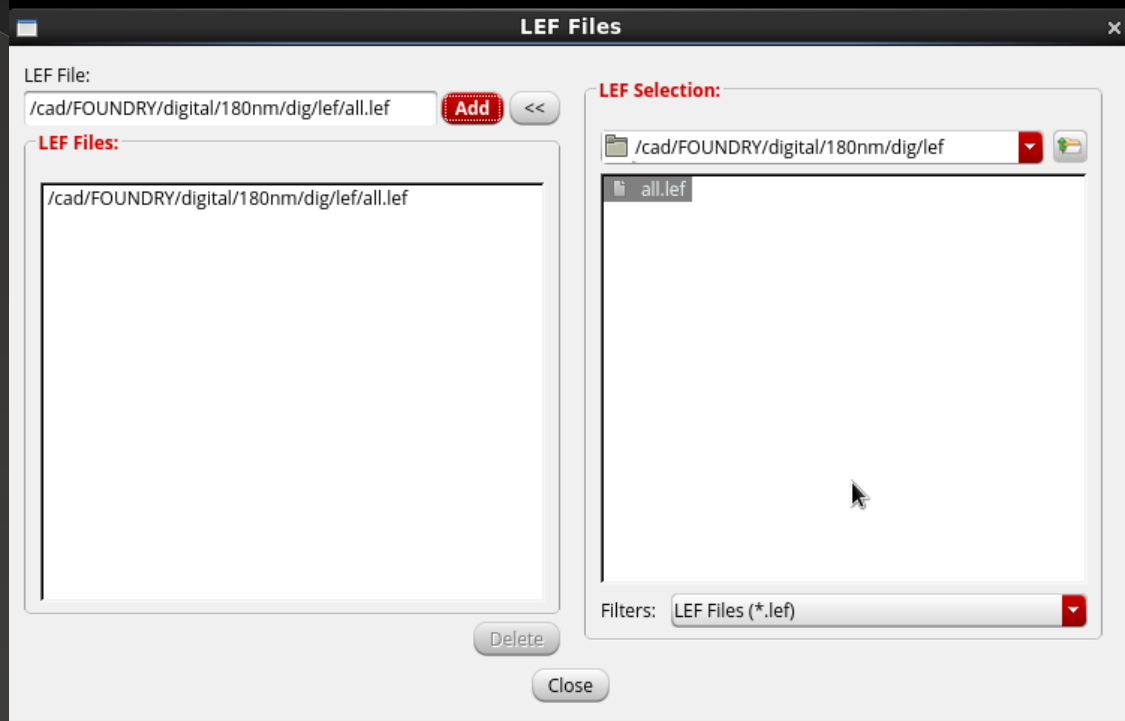 LEF Files
LEF File:
/cad/FOUNDRY/digital/180nm/dig/lef/all.lef
Add
<<
LEF Files:
/cad/FOUNDRY/digital/180nm/dig/lef/all.lef
Delete
LEF Selection:
/cad/FOUNDRY/digital/180nm/dig/lef
all.lef
Filters: LEF Files (*.lef)
Close